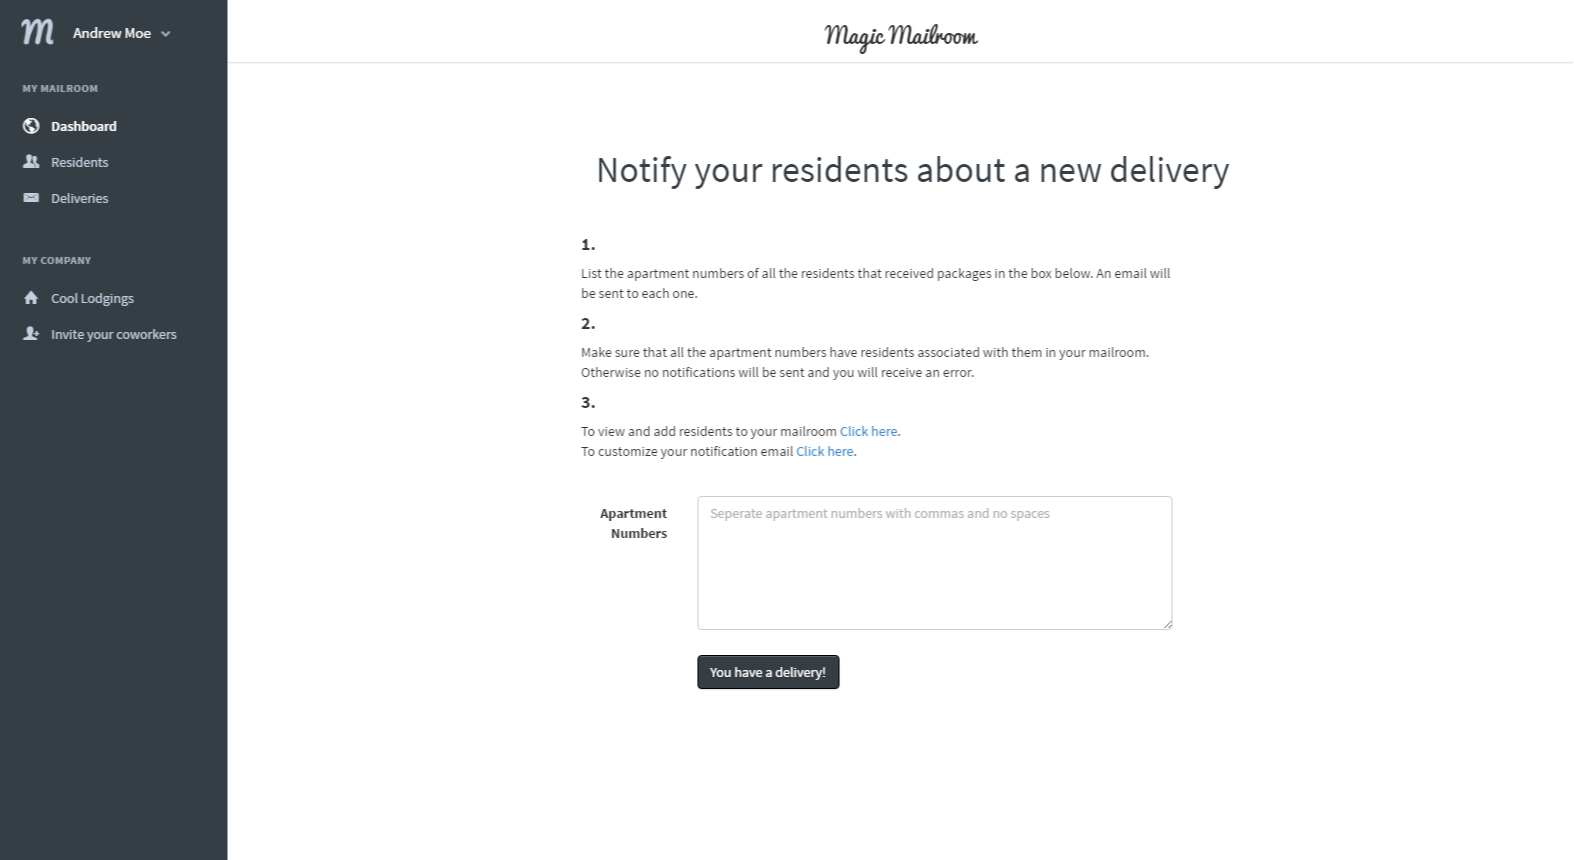 m Andrew Moe
MY MAILROOM
Dashboard
Residents
Deliveries
MY COMPANY
Cool Lodgings
Invite your coworkers
Magic Mailroom
Notify your residents about a new delivery
1.
List the apartment numbers of all the residents that received packages in the box below. An email will
be sent to each one.
2.
Make sure that all the apartment numbers have residents associated with them in your mailroom.
Otherwise no notifications will be sent and you will receive an error.
3.
To view and add residents to your mailroom Click here.
To customize your notification email Click here.
Apartment
Numbers
Seperate apartment numbers with commas and no spaces
You have a delivery!